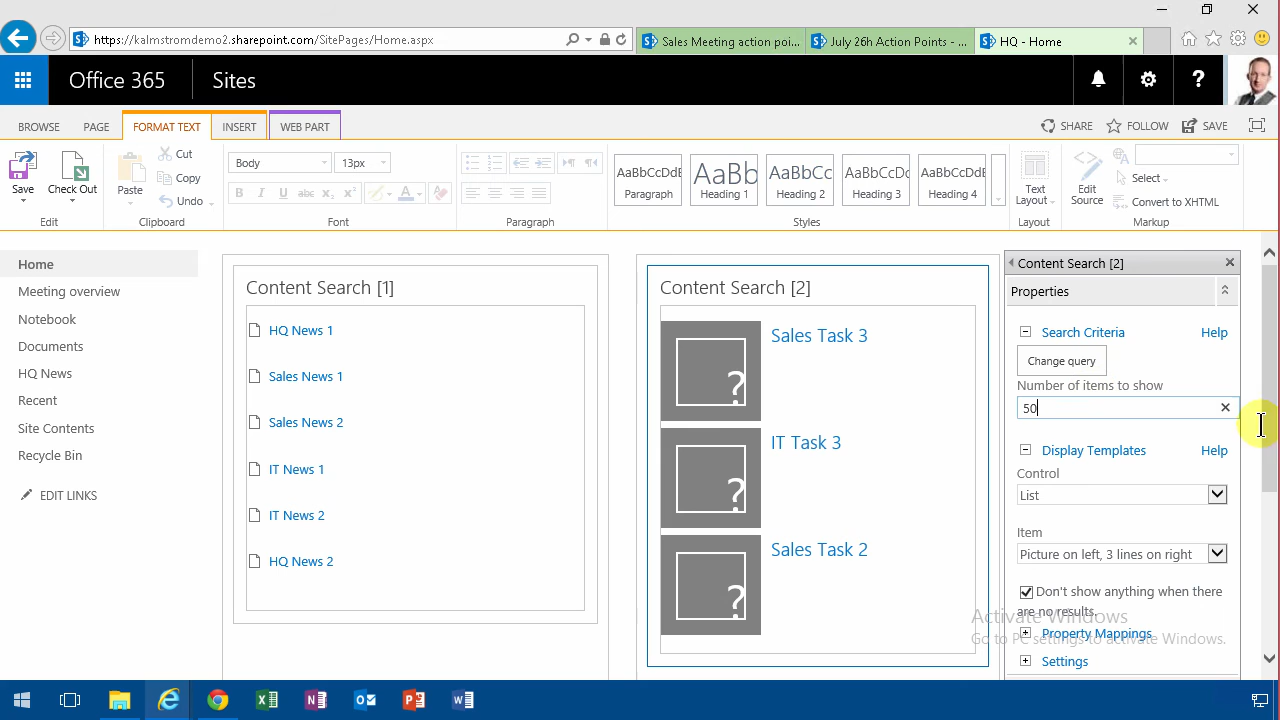 https://kalmstromdemo2.sharepoint.com/SitePages/Home.aspx
Sales Meeting action poi...
July 26h Action Points - ...
HQ - Home
Office 365
Sites
?
BROWSE
PAGE
FORMAT TEXT
INSERT
WEB PART
SHARE
FOLLOW
SAVE
Save
Check Out
Edit
Paste
Cut
Copy
Undo
Clipboard
Body
13px
B I U abc x₂ x²
A
Font
Paragraph
AaBbCcDdE
Paragraph
AaBb
Heading 1
AaBbCc
Heading 2
AaBbCcDc
Heading 3
AaBbCcDdE
Heading 4
Styles
Text
Layout
Layout
Edit
Source
Select
Convert to XHTML
Markup
Home
Meeting overview
Notebook
Documents
HQ News
Recent
Site Contents
Recycle Bin
EDIT LINKS
Content Search [1]
HQ News 1
Sales News 1
Sales News 2
IT News 1
IT News 2
HQ News 2
Content Search [2]
?
Sales Task 3
?
IT Task 3
?
Sales Task 2
Content Search [2]
Properties
Search Criteria
Help
Change query
Number of items to show
50
Display Templates
Help
Control
List
Item
Picture on left, 3 lines on right
Don't show anything when there
are no results.
Property Mappings
Settings
Activate Windows
Go to PC settings to activate Windows.